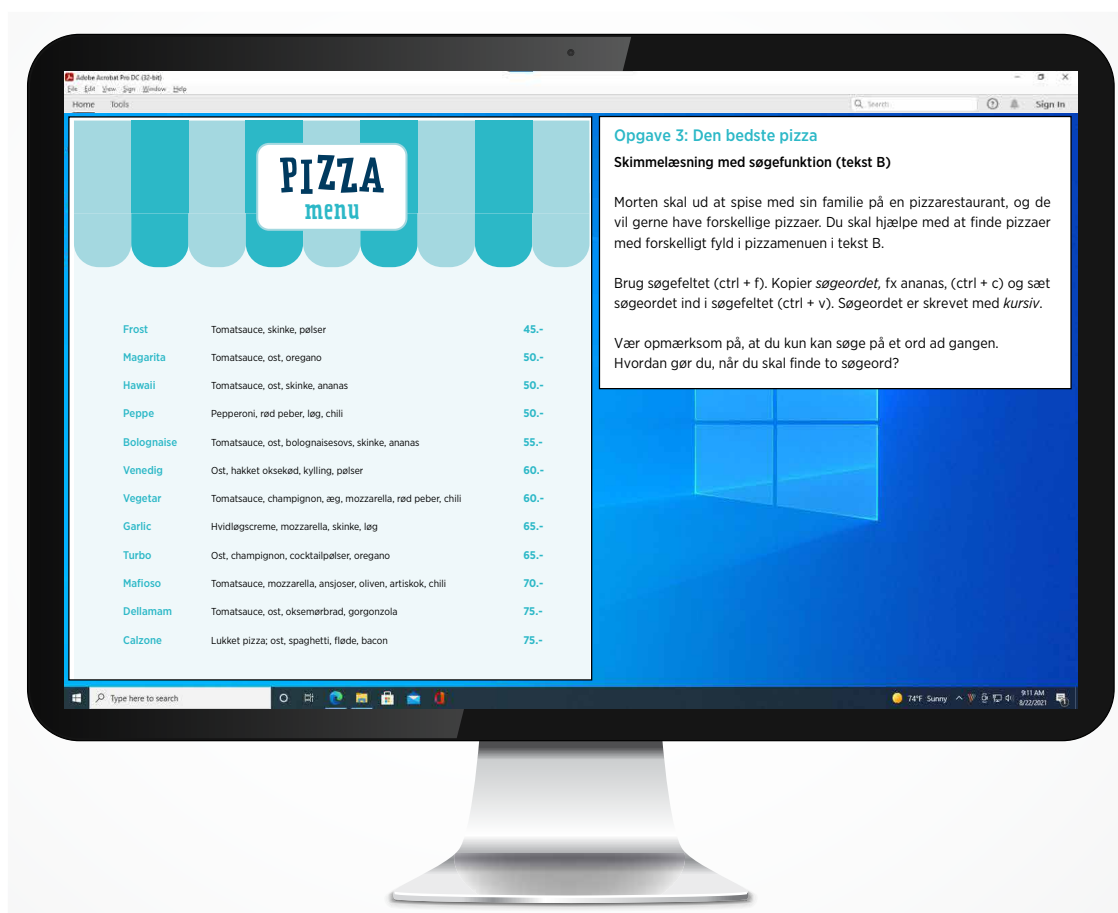 Adobe Acrobat Pro DC (32-bit)
File Edit View Sign Window Help
Home Tools
Search
Sign In
PIZZA
menu
Frost Tomatsauce, skinke, pølser 45.-
Magarita Tomatsauce, ost, oregano 50.-
Hawaii Tomatsauce, ost, skinke, ananas 50.-
Peppe Pepperoni, rød peber, løg, chili 50.-
Bolognaise Tomatsauce, ost, bolognaisesovs, skinke, ananas 55.-
Venedig Ost, hakket oksekød, kylling, pølser 60.-
Vegetar Tomatsauce, champignon, æg, mozzarella, rød peber, chili 60.-
Garlic Hvidløgscreme, mozzarella, skinke, løg 65.-
Turbo Ost, champignon, cocktailpølser, oregano 65.-
Mafioso Tomatsauce, mozzarella, ansjoser, oliven, artiskok, chili 70.-
Dellamam Tomatsauce, ost, oksemørbrad, gorgonzola 75.-
Calzone Lukket pizza; ost, spaghetti, fløde, bacon 75.-
Opgave 3: Den bedste pizza
Skimmelæsning med søgefunktion (tekst B)
Morten skal ud at spise med sin familie på en pizzarestaurant, og de
vil gerne have forskellige pizzaer. Du skal hjælpe med at finde pizzaer
med forskelligt fyld i pizzamenuen i tekst B.
Brug søgefeltet (ctrl + f). Kopier søgeordet, fx ananas, (ctrl + c) og sæt
søgeordet ind i søgefeltet (ctrl + v). Søgeordet er skrevet med kursiv.
Vær opmærksom på, at du kun kan søge på et ord ad gangen.
Hvordan gør du, når du skal finde to søgeord?
Type here to search
74°F Sunny
9:11 AM
8/22/2021